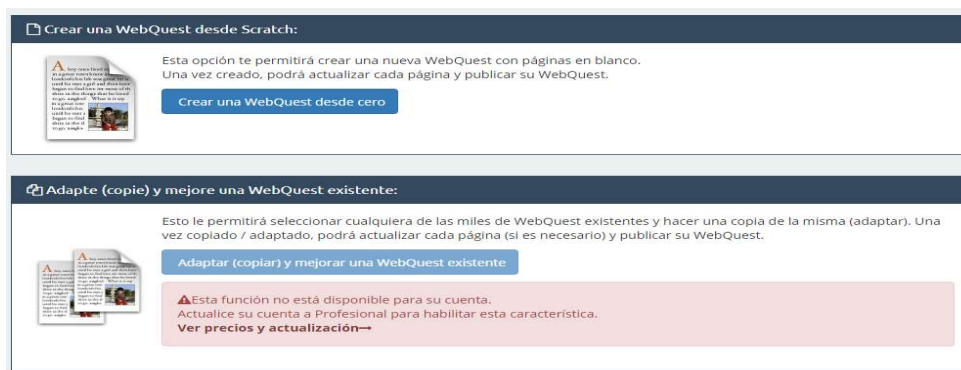 Crear una WebQuest desde Scratch:
Esta opción te permitirá crear una nueva WebQuest con páginas en blanco.
Una vez creado, podrá actualizar cada página y publicar su WebQuest.
Crear una WebQuest desde cero
Adapte (copie) y mejore una WebQuest existente:
Esto le permitirá seleccionar cualquiera de las miles de WebQuest existentes y hacer una copia de la misma (adaptar). Una
vez copiado / adaptado, podrá actualizar cada página (si es necesario) y publicar su WebQuest.
Adaptar (copiar) y mejorar una WebQuest existente
Esta función no está disponible para su cuenta.
Actualice su cuenta a Profesional para habilitar esta característica.
Ver precios y actualización→